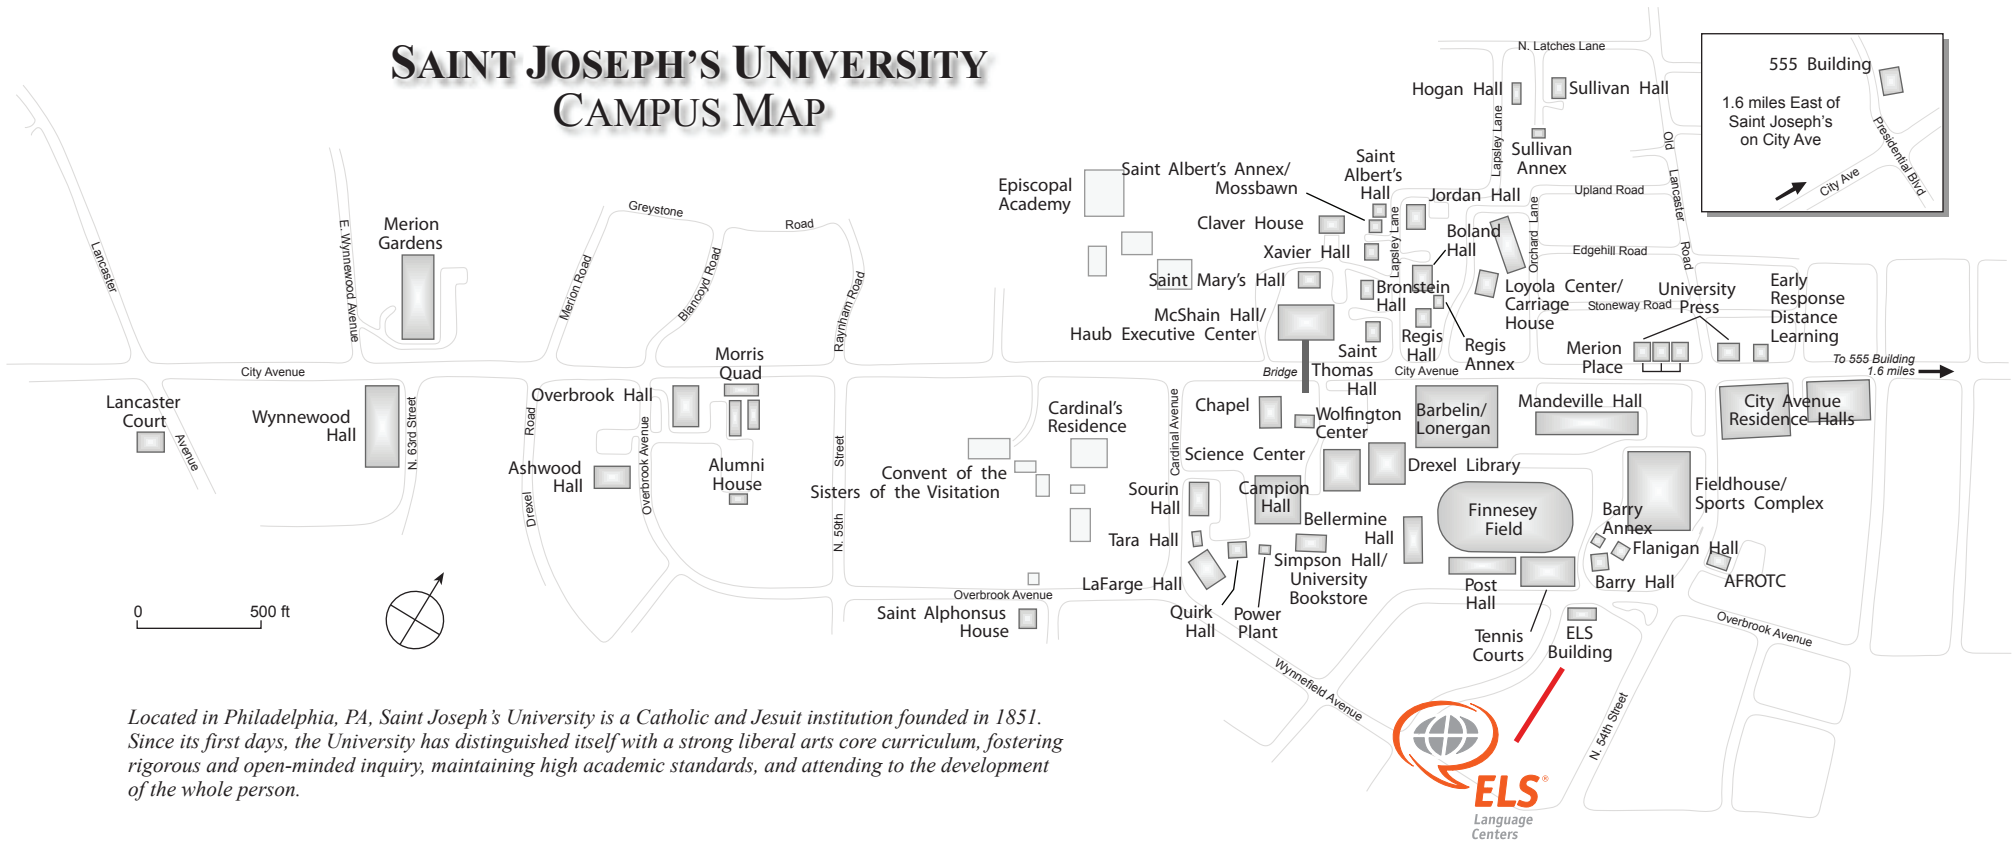 SAINT JOSEPH'S UNIVERSITY
CAMPUS MAP
N. Latches Lane
555 Building
1.6 miles East of
Saint Joseph's
on City Ave
Presidential Blvd
City Ave
Hogan Hall
Sullivan Hall
Lapsley Lane
Sullivan
Annex
Old
Lancaster
Road
Saint Albert's Annex/
Mossbawn
Saint
Albert's
Hall
Episcopal
Academy
Jordan Hall
Upland Road
Claver House
Lapsley Lane
Boland
Hall
Orchard Lane
Xavier Hall
Edgehill Road
Saint Mary's Hall
Bronstein
Hall
Loyola Center/
Carriage
House
Stoneway Road
University
Press
Early
Response
Distance
Learning
McShain Hall/
Haub Executive Center
Regis
Hall
Regis
Annex
Merion
Place
Saint
Thomas
Hall
Bridge
City Avenue
To 555 Building
1.6 miles
Merion
Gardens
Greystone
Road
E. Wynnewood Avenue
Lancaster
Merion Road
Blancoyd Road
Raynham Road
City Avenue
Morris
Quad
Overbrook Hall
Lancaster
Court
Avenue
Wynnewood
Hall
N. 63rd Street
Drexel
Road
Overbrook Avenue
Ashwood
Hall
Alumni
House
N. 59th
Street
Convent of the
Sisters of the Visitation
Cardinal's
Residence
Cardinal Avenue
Chapel
Wolfington
Center
Barbelin/
Lonergan
Mandeville Hall
City Avenue
Residence Halls
Science Center
Drexel Library
Sourin
Hall
Campion
Hall
Bellermine
Hall
Finnesey
Field
Barry
Annex
Fieldhouse/
Sports Complex
Tara Hall
Flanigan Hall
LaFarge Hall
Simpson Hall/
University
Bookstore
Post
Hall
Barry Hall
AFROTC
Quirk
Hall
Power
Plant
Overbrook Avenue
Saint Alphonsus
House
Tennis
Courts
ELS
Building
Overbrook Avenue
Wynnefield Avenue
N. 54th Street
0
500 ft
Located in Philadelphia, PA, Saint Joseph's University is a Catholic and Jesuit institution founded in 1851.
Since its first days, the University has distinguished itself with a strong liberal arts core curriculum, fostering
rigorous and open-minded inquiry, maintaining high academic standards, and attending to the development
of the whole person.
ELS®
Language
Centers